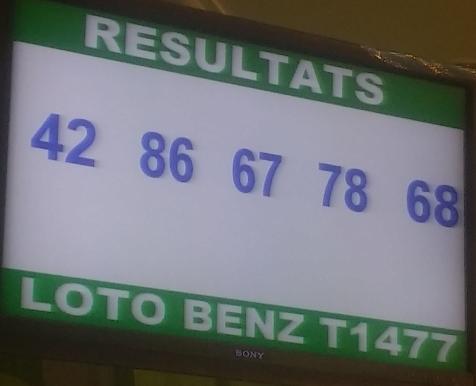 RESULTATS
42 86 67 78 68
LOTO BENZ T1477
SONY